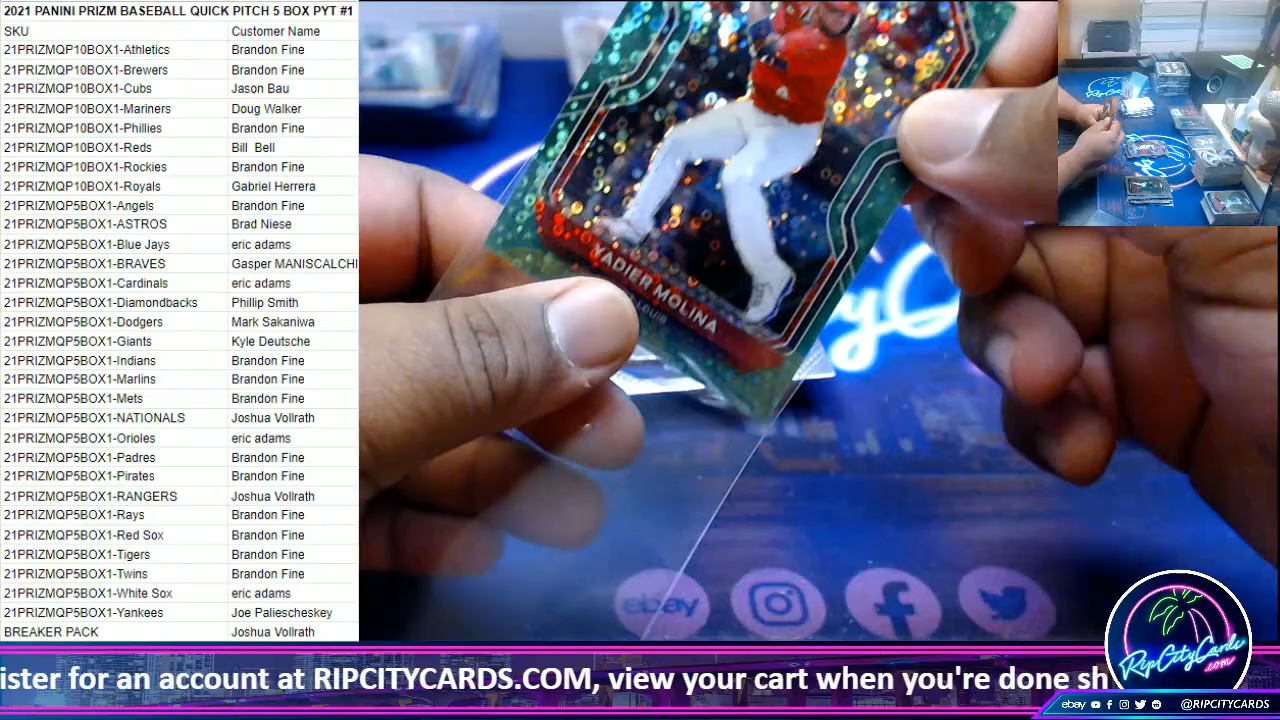 2021 PANINI PRIZM BASEBALL QUICK PITCH 5 BOX PYT #1
SKU Customer Name
21PRIZMQP10BOX1-Athletics Brandon Fine
21PRIZMQP10BOX1-Brewers Brandon Fine
21PRIZMQP10BOX1-Cubs Jason Bau
21PRIZMQP10BOX1-Mariners Doug Walker
21PRIZMQP10BOX1-Phillies Brandon Fine
21PRIZMQP10BOX1-Reds Bill Bell
21PRIZMQP10BOX1-Rockies Brandon Fine
21PRIZMQP10BOX1-Royals Gabriel Herrera
21PRIZMQP5BOX1-Angels Brandon Fine
21PRIZMQP5BOX1-ASTROS Brad Niese
21PRIZMQP5BOX1-Blue Jays eric adams
21PRIZMQP5BOX1-BRAVES Gasper MANISCALCHI
21PRIZMQP5BOX1-Cardinals eric adams
21PRIZMQP5BOX1-Diamondbacks Phillip Smith
21PRIZMQP5BOX1-Dodgers Mark Sakaniwa
21PRIZMQP5BOX1-Giants Kyle Deutsche
21PRIZMQP5BOX1-Indians Brandon Fine
21PRIZMQP5BOX1-Marlins Brandon Fine
21PRIZMQP5BOX1-Mets Brandon Fine
21PRIZMQP5BOX1-NATIONALS Joshua Vollrath
21PRIZMQP5BOX1-Orioles eric adams
21PRIZMQP5BOX1-Padres Brandon Fine
21PRIZMQP5BOX1-Pirates Brandon Fine
21PRIZMQP5BOX1-RANGERS Joshua Vollrath
21PRIZMQP5BOX1-Rays Brandon Fine
21PRIZMQP5BOX1-Red Sox Brandon Fine
21PRIZMQP5BOX1-Tigers Brandon Fine
21PRIZMQP5BOX1-Twins Brandon Fine
21PRIZMQP5BOX1-White Sox eric adams
21PRIZMQP5BOX1-Yankees Joe Paliescheskey
BREAKER PACK Joshua Vollrath
YADIER MOLINA
LOUIS
ebay
ister for an account at RIPCITYCARDS.COM, view your cart when you're done sh
RipCityCards
.com
ebay @RIPCITYCARDS